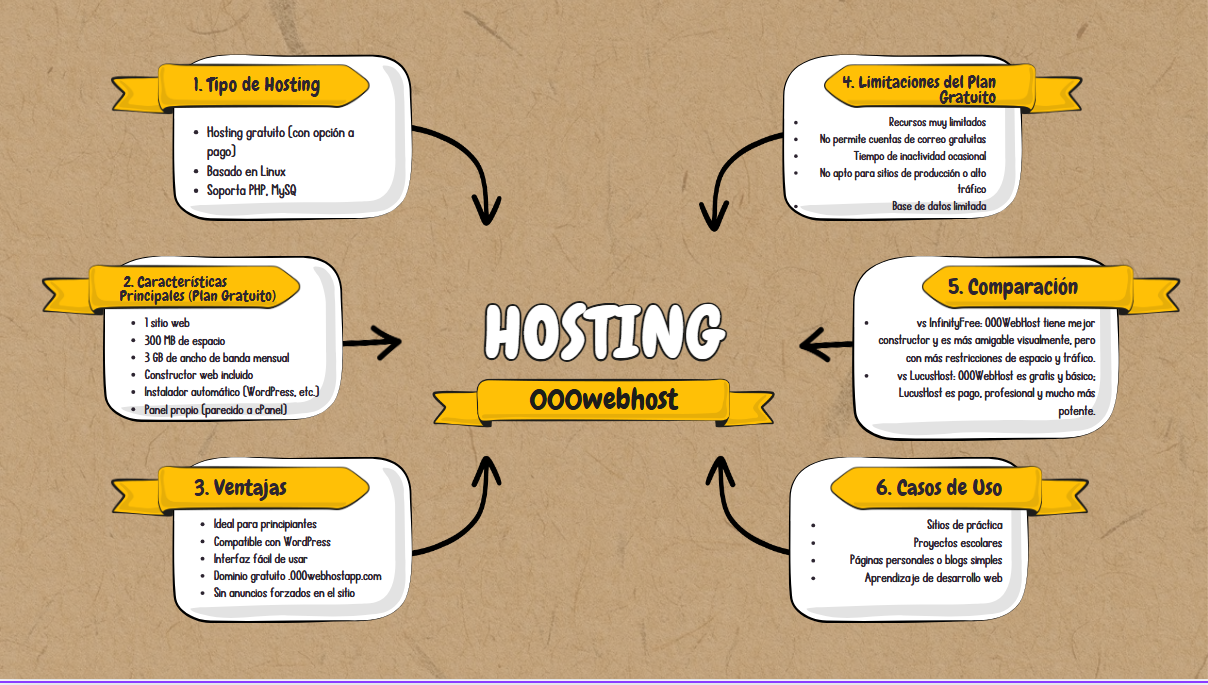 1. Tipo de Hosting
• Hosting gratuito (con opción a
pago)
• Basado en Linux
• Soporta PHP, MySQ
2. Características
Principales (Plan Gratuito)
• 1 sitio web
• 300 MB de espacio
• 3 GB de ancho de banda mensual
• Constructor web incluido
• Instalador automático (WordPress, etc.)
• Panel propio (parecido a cPanel)
3. Ventajas
• Ideal para principiantes
• Compatible con WordPress
• Interfaz fácil de usar
• Dominio gratuito .000webhostapp.com
• Sin anuncios forzados en el sitio
HOSTING
000webhost
4. Limitaciones del Plan
Gratuito
• Recursos muy limitados
• No permite cuentas de correo gratuitas
• Tiempo de inactividad ocasional
• No apto para sitios de producción o alto
tráfico
• Base de datos limitada
5. Comparación
• vs InfinityFree: 000WebHost tiene mejor
constructor y es más amigable visualmente, pero
con más restricciones de espacio y tráfico.
• vs LucusHost: 000WebHost es gratis y básico;
LucusHost es pago, profesional y mucho más
potente.
6. Casos de Uso
• Sitios de práctica
• Proyectos escolares
• Páginas personales o blogs simples
• Aprendizaje de desarrollo web